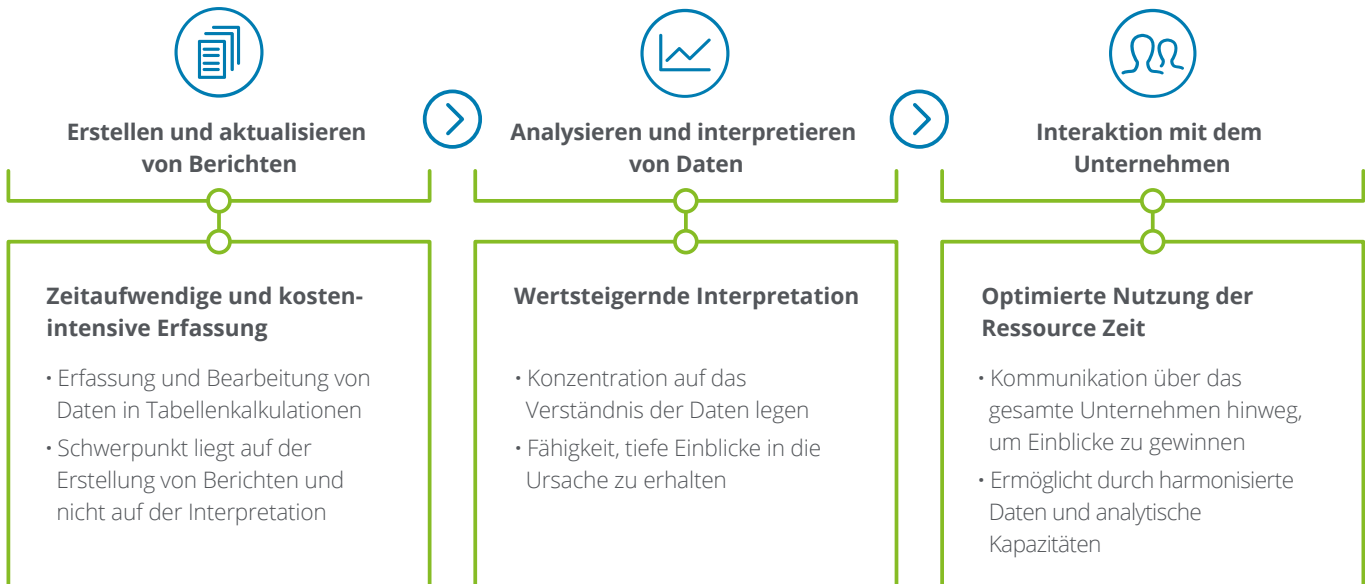 Erstellen und aktualisieren
von Berichten
Analysieren und interpretieren
von Daten
Interaktion mit dem
Unternehmen
Zeitaufwendige und kosten-
intensive Erfassung
• Erfassung und Bearbeitung von
Daten in Tabellenkalkulationen
• Schwerpunkt liegt auf der
Erstellung von Berichten und
nicht auf der Interpretation
Wertsteigernde Interpretation
• Konzentration auf das
Verständnis der Daten legen
• Fähigkeit, tiefe Einblicke in die
Ursache zu erhalten
Optimierte Nutzung der
Ressource Zeit
• Kommunikation über das
gesamte Unternehmen hinweg,
um Einblicke zu gewinnen
• Ermöglicht durch harmonisierte
Daten und analytische
Kapazitäten